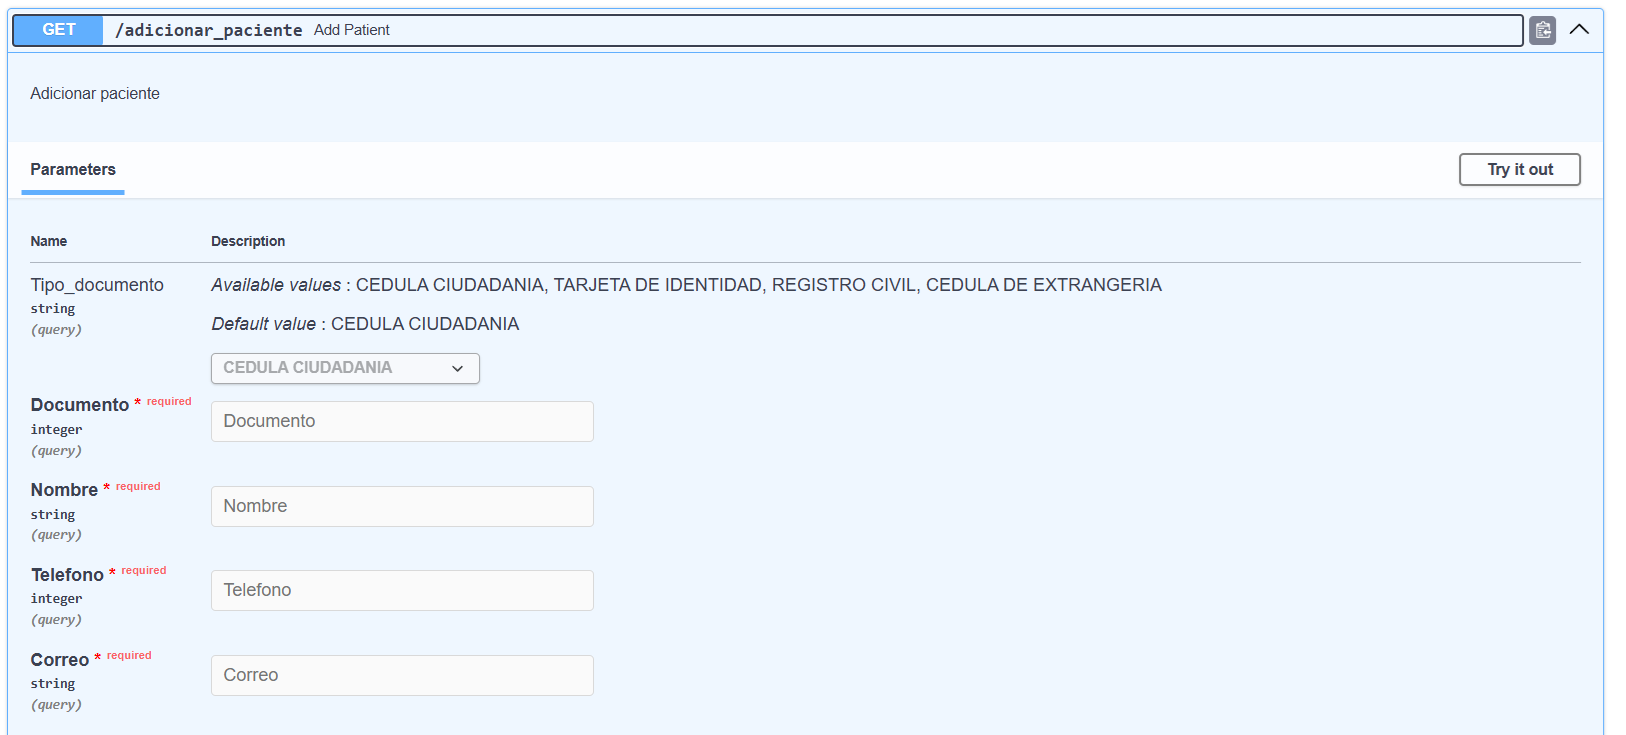 GET /adicionar_paciente Add Patient
Adicionar paciente
Parameters
Try it out
Name Description
Tipo_documento
string
(query)
Available values : CEDULA CIUDADANIA, TARJETA DE IDENTIDAD, REGISTRO CIVIL, CEDULA DE EXTRANGERIA
Default value : CEDULA CIUDADANIA
CEDULA CIUDADANIA
Documento * required
integer
(query)
Documento
Nombre * required
string
(query)
Nombre
Telefono * required
integer
(query)
Telefono
Correo * required
string
(query)
Correo